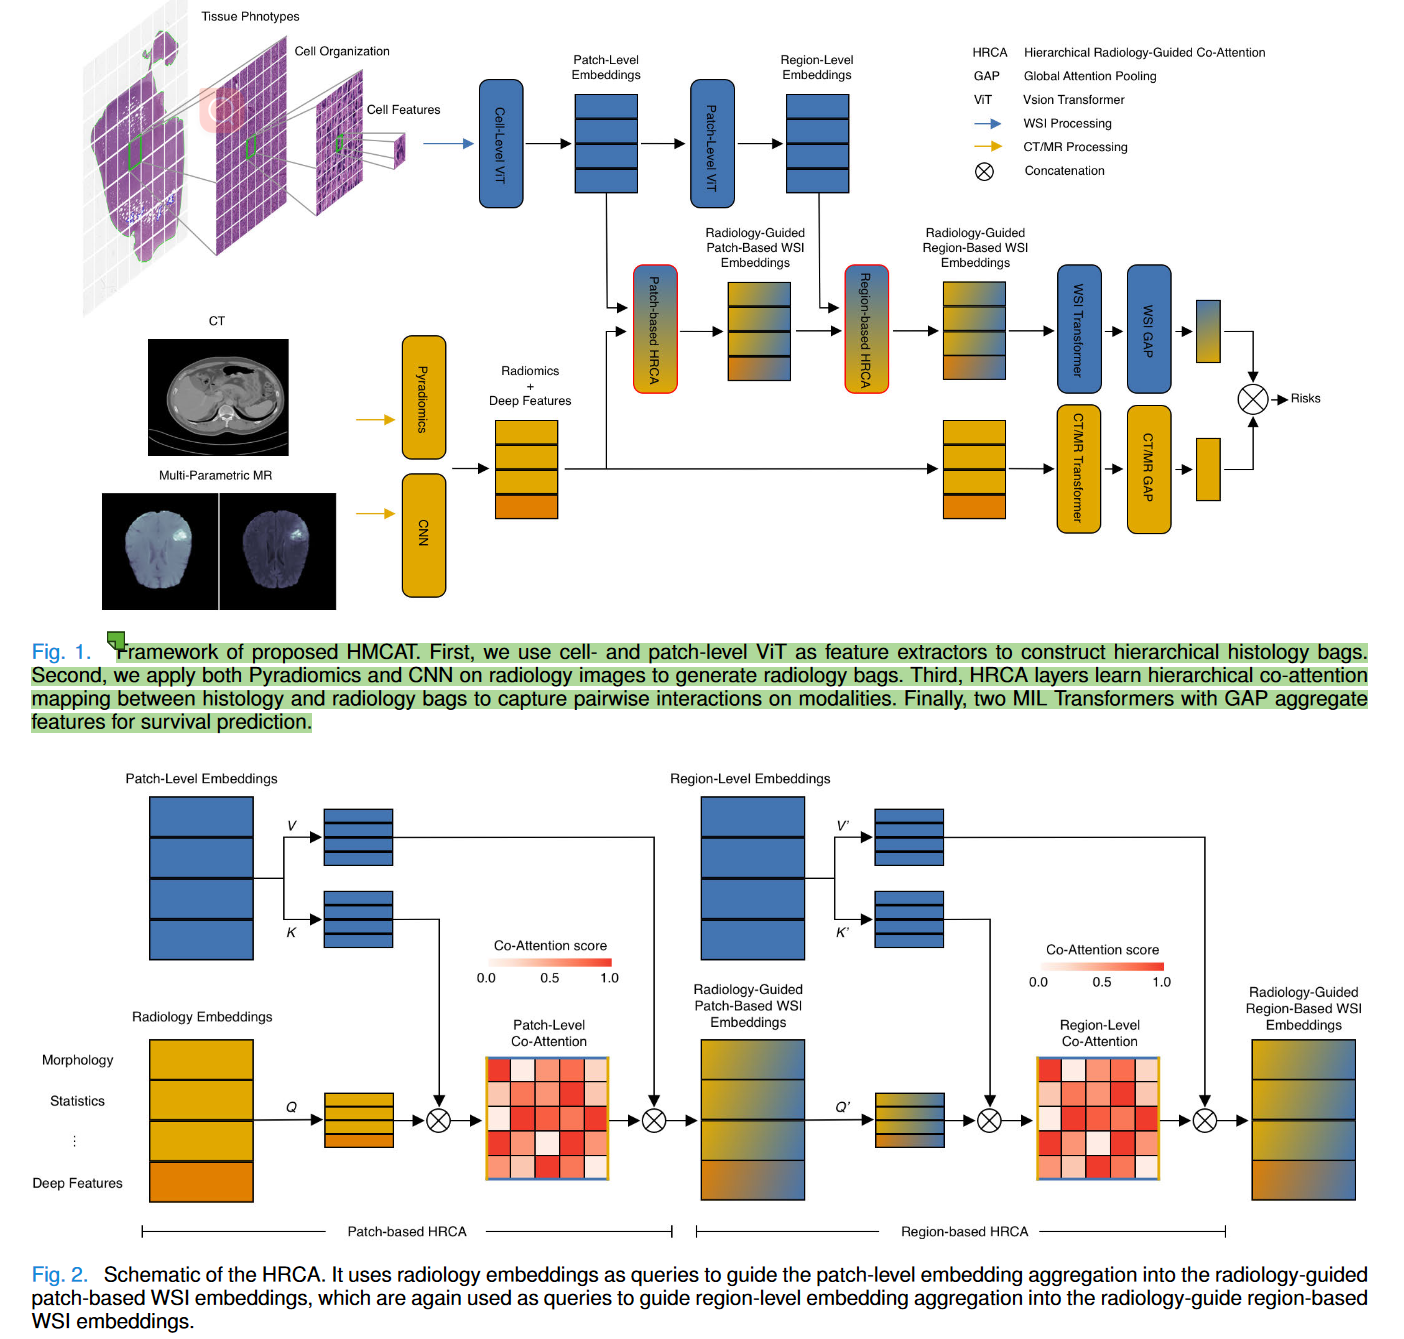 Tissue Phnotypes
Cell Organization
Cell Features
Cell-Level ViT
Patch-Level
Embeddings
Patch-Level ViT
Region-Level
Embeddings
HRCA Hierarchical Radiology-Guided Co-Attention
GAP Global Attention Pooling
ViT Vsion Transformer
WSI Processing
CT/MR Processing
Concatenation
Patch-based HRCA
Radiology-Guided
Patch-Based WSI
Embeddings
Region-based HRCA
Radiology-Guided
Region-Based WSI
Embeddings
WSI Transformer
WSI GAP
Risks
CT
Multi-Parametric MR
Pyradiomics
CNN
Radiomics
+
Deep Features
CT/MR Transformer
CT/MR GAP
Fig. 1. Framework of proposed HMCAT. First, we use cell- and patch-level ViT as feature extractors to construct hierarchical histology bags.
Second, we apply both Pyradiomics and CNN on radiology images to generate radiology bags. Third, HRCA layers learn hierarchical co-attention
mapping between histology and radiology bags to capture pairwise interactions on modalities. Finally, two MIL Transformers with GAP aggregate
features for survival prediction.
Patch-Level Embeddings
V
K
Co-Attention score
0.0 0.5 1.0
Radiology Embeddings
Morphology
Statistics
⋮
Deep Features
Q
Patch-Level
Co-Attention
Region-Level Embeddings
V'
K'
Radiology-Guided
Patch-Based WSI
Embeddings
Q'
Co-Attention score
0.0 0.5 1.0
Region-Level
Co-Attention
Radiology-Guided
Region-Based WSI
Embeddings
Patch-based HRCA
Region-based HRCA
Fig. 2. Schematic of the HRCA. It uses radiology embeddings as queries to guide the patch-level embedding aggregation into the radiology-guided
patch-based WSI embeddings, which are again used as queries to guide region-level embedding aggregation into the radiology-guide region-based
WSI embeddings.